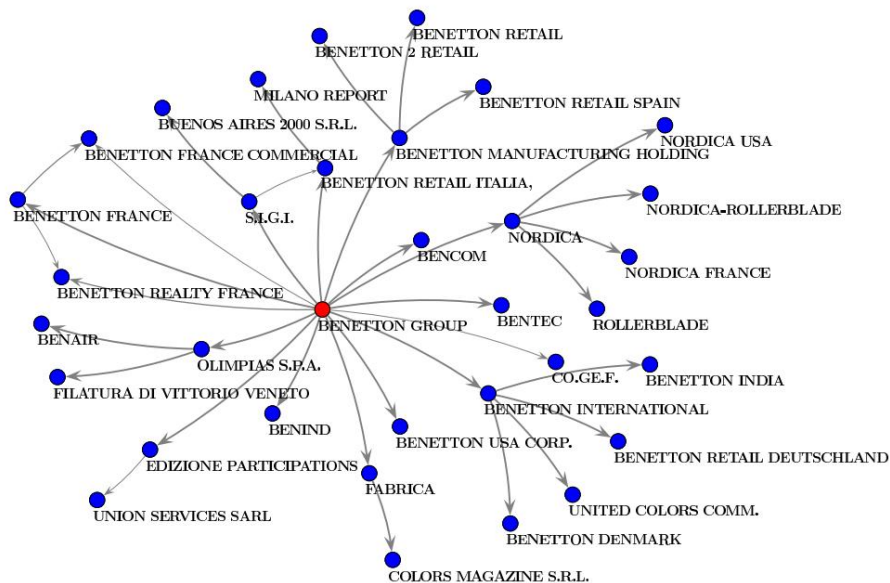 BENETTON RETAIL
BENETTON 2 RETAIL
MILANO REPORT
BENETTON RETAIL SPAIN
BUENOS AIRES 2000 S.R.L.
NORDICA USA
BENETTON FRANCE COMMERCIAL
BENETTON MANUFACTURING HOLDING
BENETTON RETAIL ITALIA,
BENETTON FRANCE
S.I.G.I.
NORDICA-ROLLERBLADE
NORDICA
BENCOM
NORDICA FRANCE
BENETTON REALTY FRANCE
BENETTON GROUP
BENTEC
ROLLERBLADE
BENAIR
OLIMPIAS S.P.A.
CO.GE.F.
BENETTON INDIA
FILATURA DI VITTORIO VENETO
BENETTON INTERNATIONAL
BENIND
BENETTON USA CORP.
BENETTON RETAIL DEUTSCHLAND
EDIZIONE PARTICIPATIONS
FABRICA
UNION SERVICES SARL
UNITED COLORS COMM.
BENETTON DENMARK
COLORS MAGAZINE S.R.L.